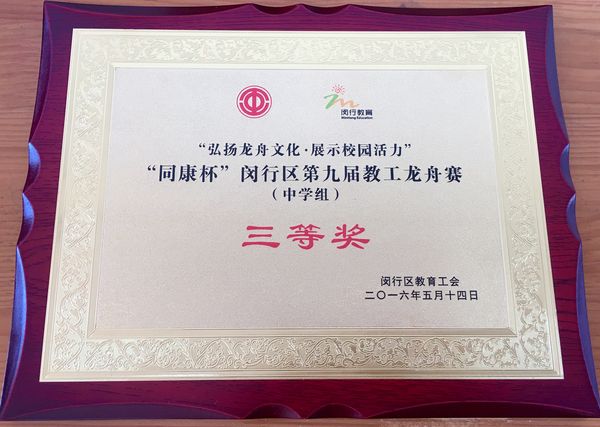 闵行教育
Minhang Education
“弘扬龙舟文化·展示校园活力”
“同康杯”闵行区第九届教工龙舟赛
（中学组）
三等奖
闵行区教育工会
二〇一六年五月十四日